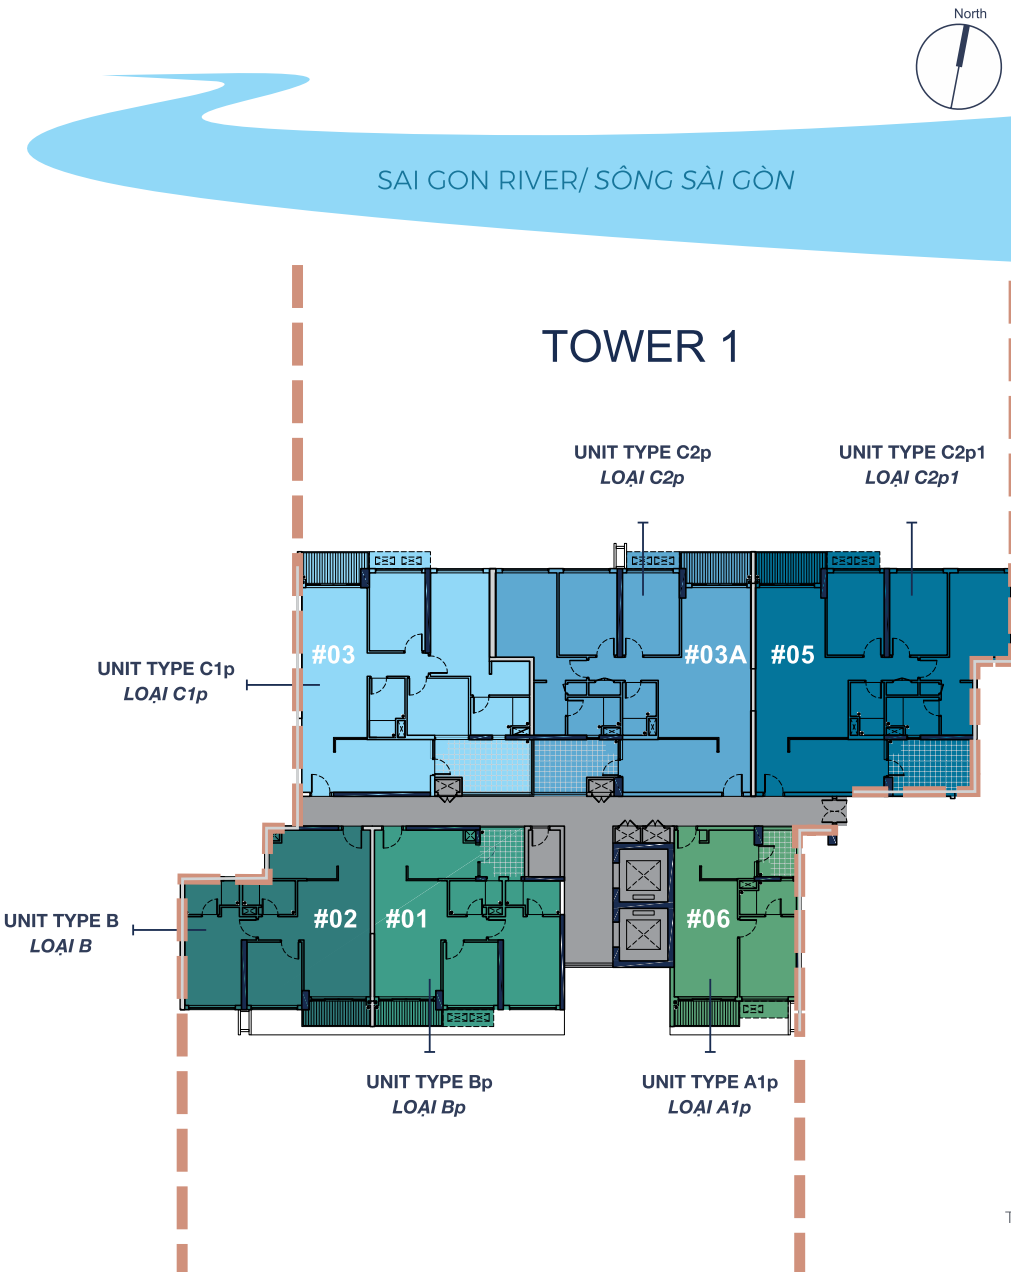 North
SAI GON RIVER/ SÔNG SÀI GÒN
TOWER 1
UNIT TYPE C2p
LOẠI C2p
UNIT TYPE C2p1
LOẠI C2p1
#03
#03A
#05
UNIT TYPE C1p
LOẠI C1p
#02
#01
#06
UNIT TYPE B
LOẠI B
UNIT TYPE Bp
LOẠI Bp
UNIT TYPE A1p
LOẠI A1p
T